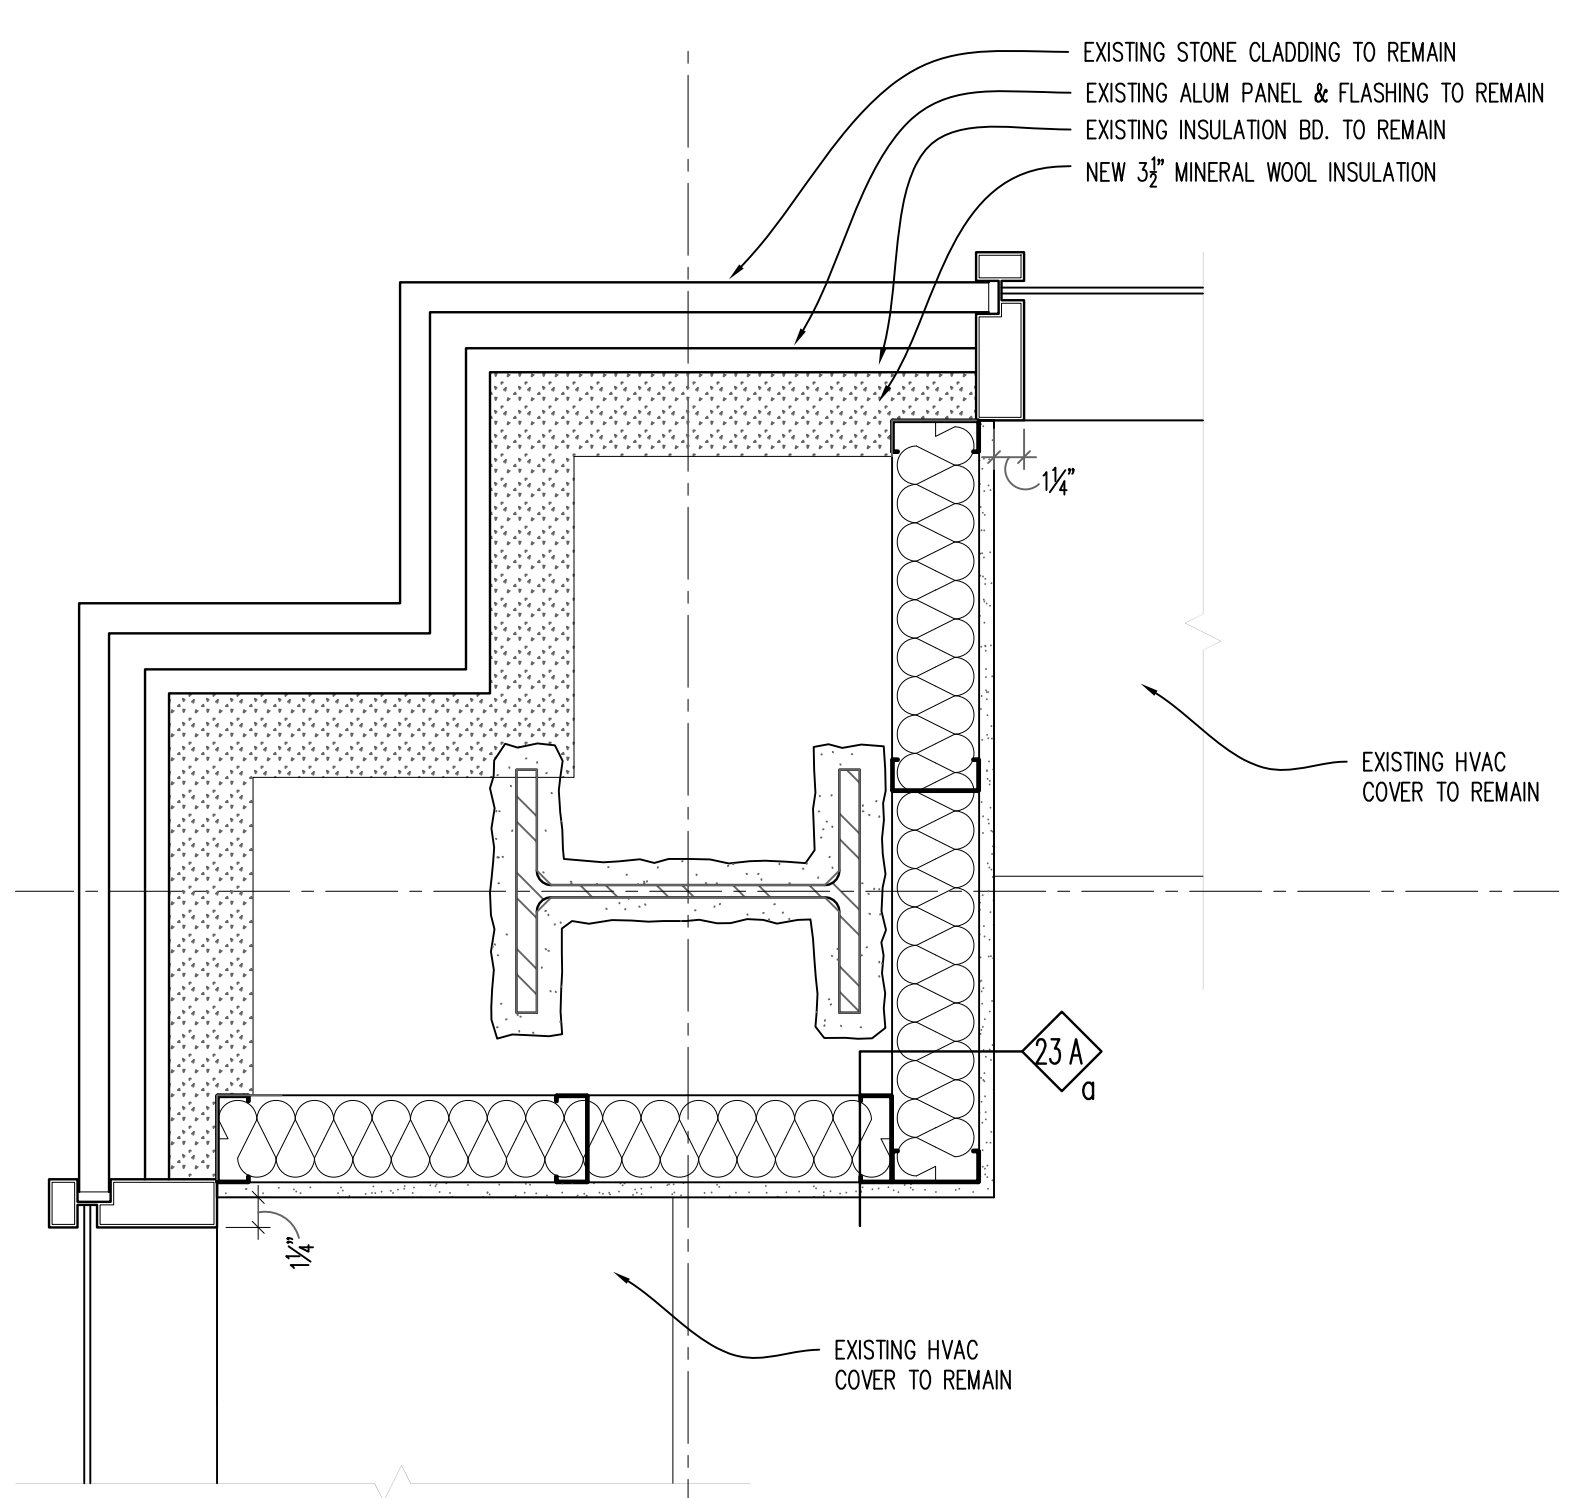 EXISTING STONE CLADDING TO REMAIN
EXISTING ALUM PANEL & FLASHING TO REMAIN
EXISTING INSULATION BD. TO REMAIN
NEW 3½" MINERAL WOOL INSULATION
1¼"
EXISTING HVAC
COVER TO REMAIN
23 A
a
1¼"
EXISTING HVAC
COVER TO REMAIN